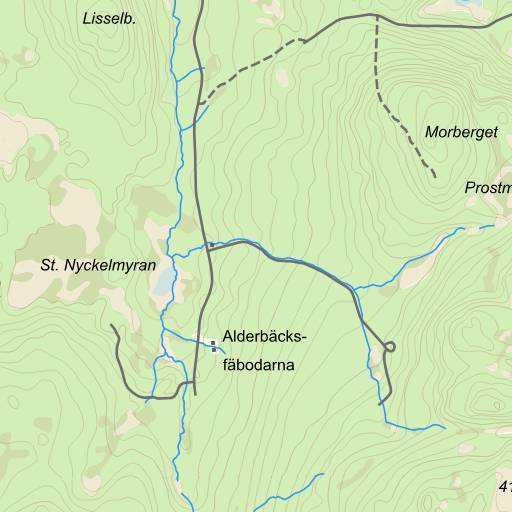 Lisselb.
Morberget
Prostm
St. Nyckelmyran
Alderbäcks-
fäbodarna
41